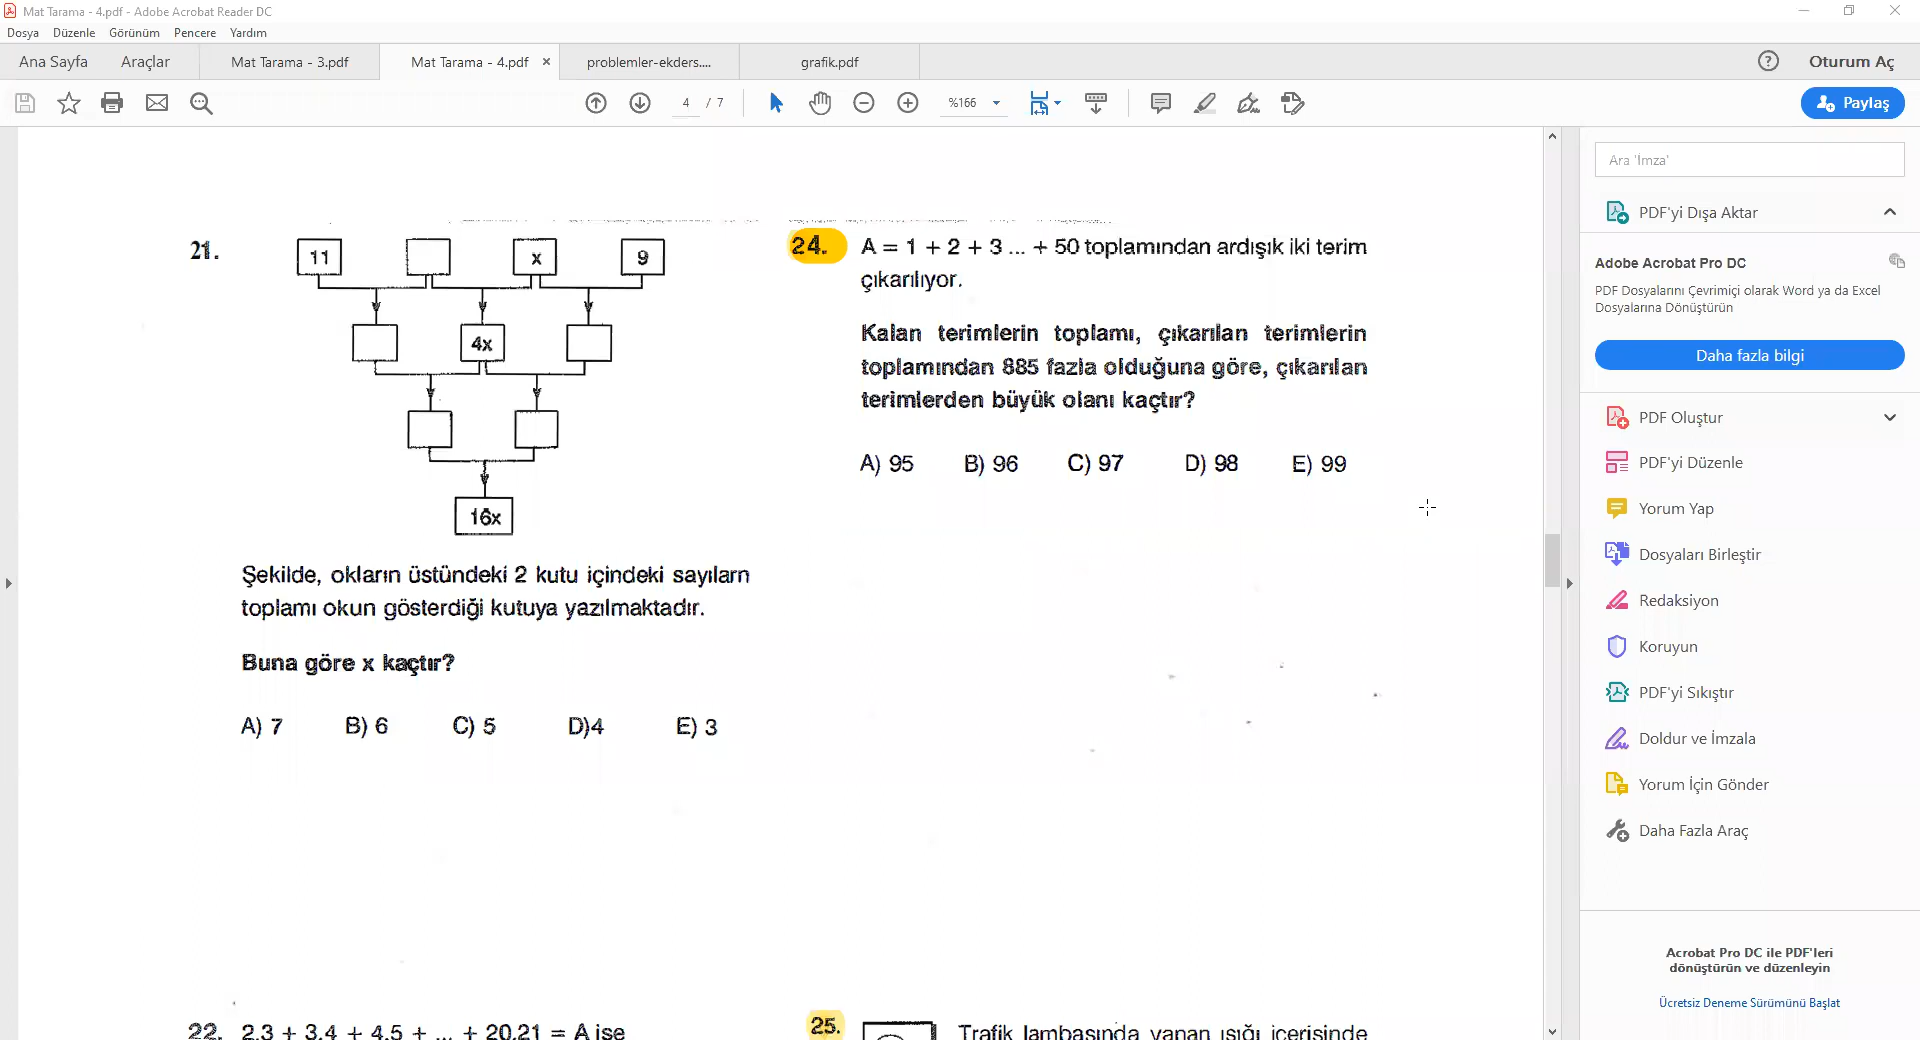 Mat Tarama - 4.pdf - Adobe Acrobat Reader DC
Dosya Düzenle Görünüm Pencere Yardım
Ana Sayfa Araçlar Mat Tarama - 3.pdf Mat Tarama - 4.pdf × problemler-ekders.... grafik.pdf Oturum Aç
4 / 7 %166 Paylaş
21.
11 x 9
4x
16x
Şekilde, okların üstündeki 2 kutu içindeki sayılarn
toplamı okun gösterdiği kutuya yazılmaktadır.
Buna göre x kaçtır?
A) 7 B) 6 C) 5 D)4 E) 3
22. 2.3 + 3.4 + 4.5 + ... + 20.21 = A ise
24. A = 1 + 2 + 3 ... + 50 toplamından ardışık iki terim
çıkarılıyor.
Kalan terimlerin toplamı, çıkarılan terimlerin
toplamından 885 fazla olduğuna göre, çıkarılan
terimlerden büyük olanı kaçtır?
A) 95 B) 96 C) 97 D) 98 E) 99
25. Trafik lambasında yanan ışığı içerisinde
Ara 'İmza'
PDF'yi Dışa Aktar
Adobe Acrobat Pro DC
PDF Dosyalarını Çevrimiçi olarak Word ya da Excel
Dosyalarına Dönüştürün
Daha fazla bilgi
PDF Oluştur
PDF'yi Düzenle
Yorum Yap
Dosyaları Birleştir
Redaksiyon
Koruyun
PDF'yi Sıkıştır
Doldur ve İmzala
Yorum İçin Gönder
Daha Fazla Araç
Acrobat Pro DC ile PDF'leri
dönüştürün ve düzenleyin
Ücretsiz Deneme Sürümünü Başlat